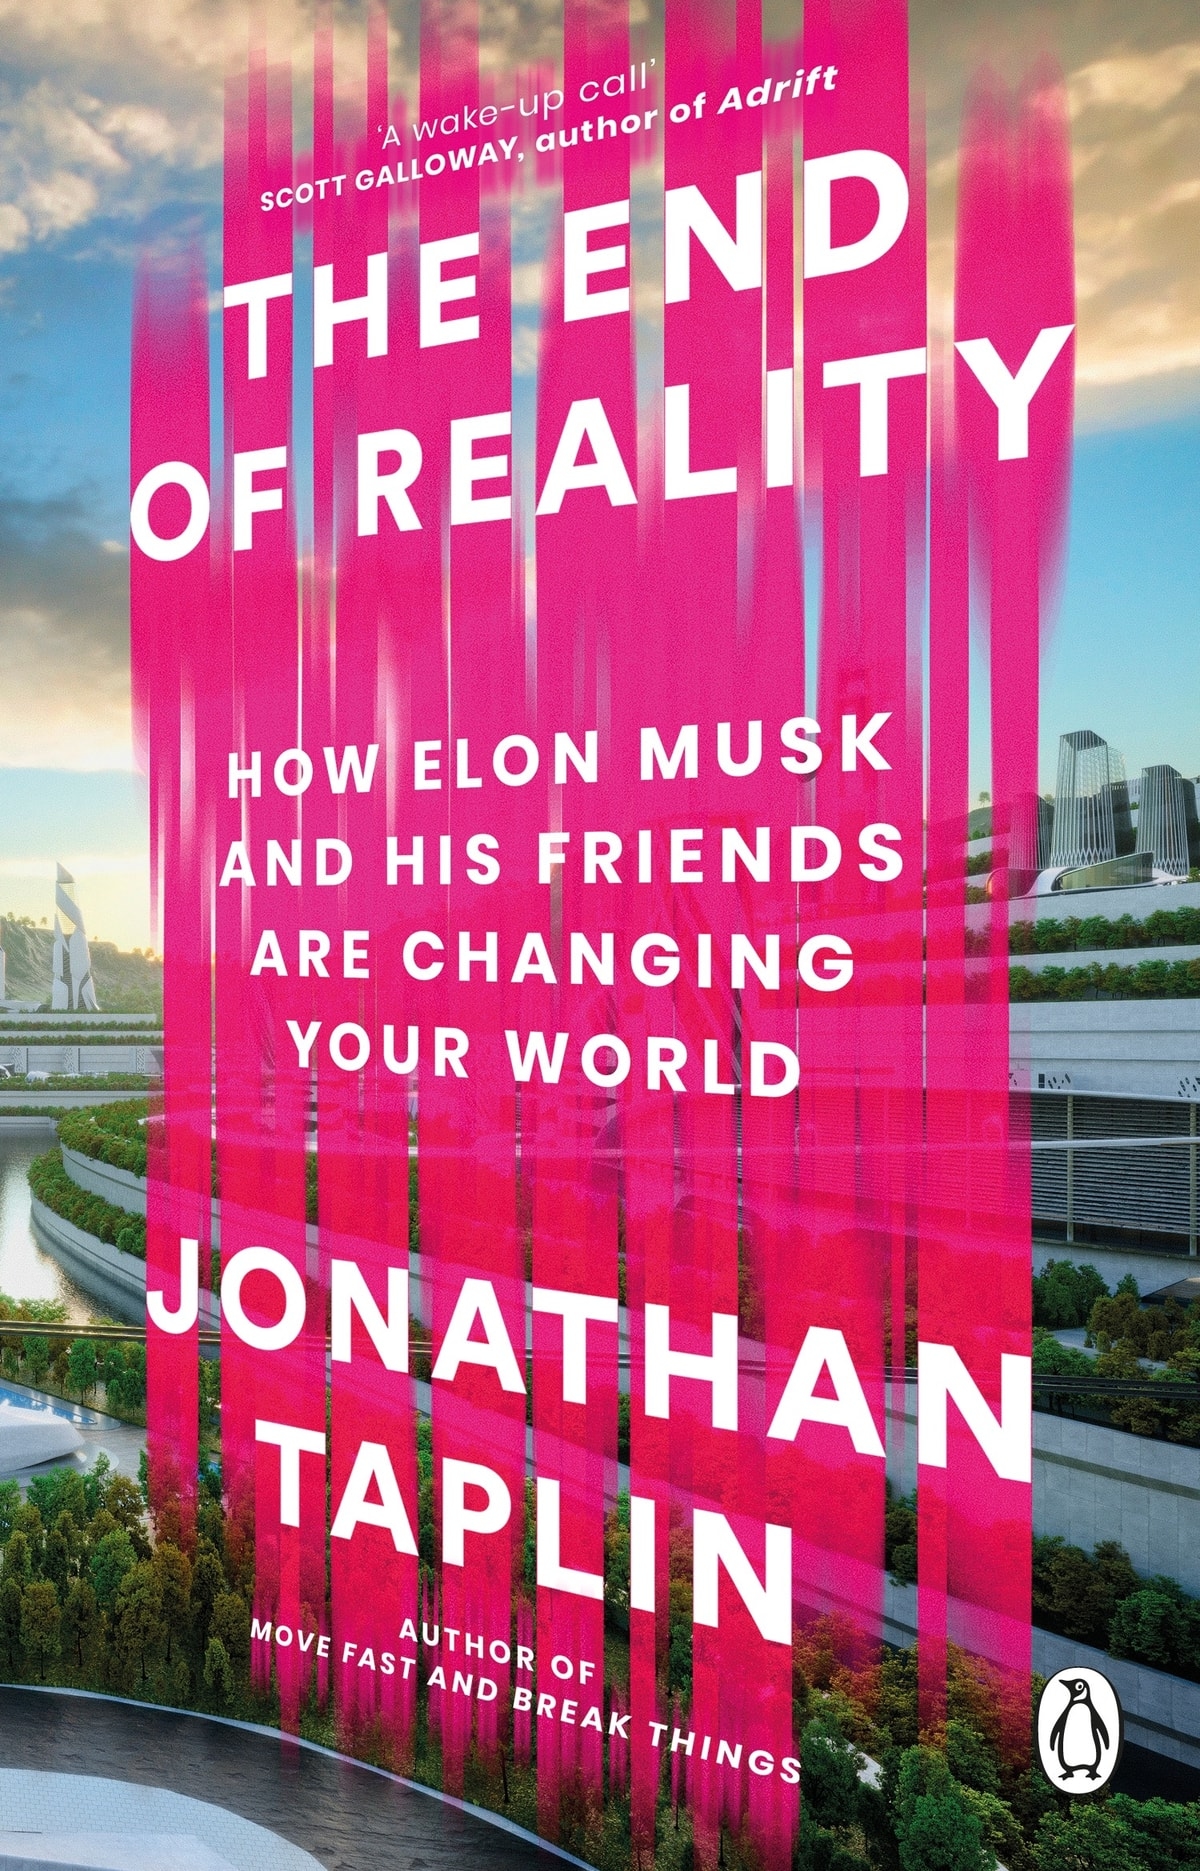 ‘A wake-up call’
SCOTT GALLOWAY, author of Adrift
THE END
OF REALITY
HOW ELON MUSK
AND HIS FRIENDS
ARE CHANGING
YOUR WORLD
JONATHAN
TAPLIN
AUTHOR OF
MOVE FAST AND BREAK THINGS